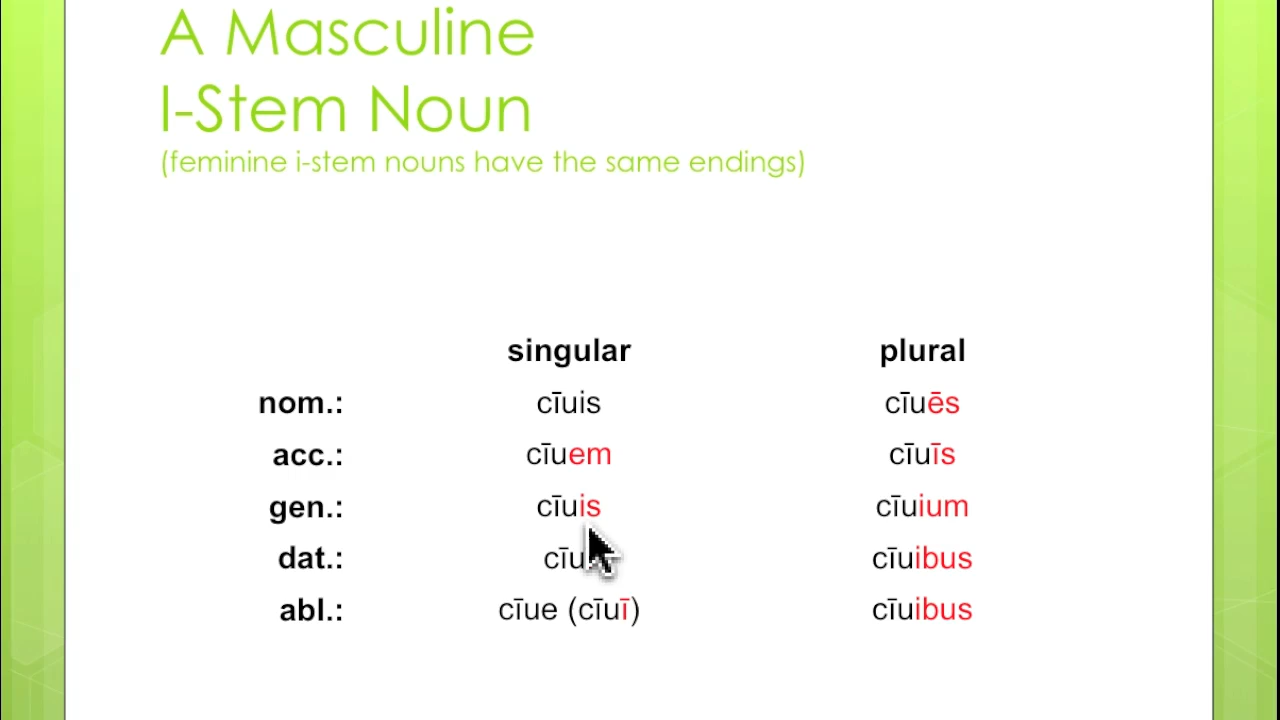 A Masculine
I-Stem Noun
(feminine i-stem nouns have the same endings)
singular plural
nom.: cīuis cīuēs
acc.: cīuem cīuīs
gen.: cīuis cīuium
dat.: cīuibus
abl.: cīue (cīuī) cīuibus